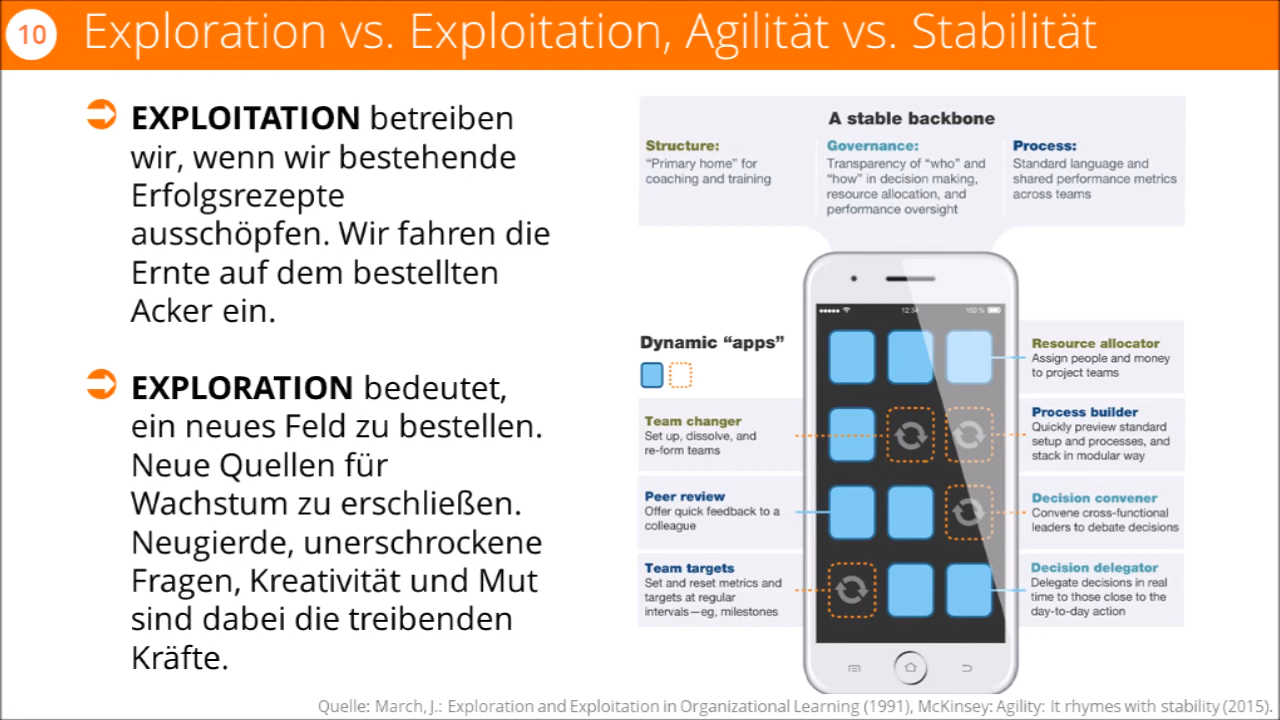 10
Exploration vs. Exploitation, Agilität vs. Stabilität
EXPLOITATION betreiben
wir, wenn wir bestehende
Erfolgsrezepte
ausschöpfen. Wir fahren die
Ernte auf dem bestellten
Acker ein.
EXPLORATION bedeutet,
ein neues Feld zu bestellen.
Neue Quellen für
Wachstum zu erschließen.
Neugierde, unerschrockene
Fragen, Kreativität und Mut
sind dabei die treibenden
Kräfte.
A stable backbone
Structure:
“Primary home” for
coaching and training
Governance:
Transparency of “who” and
“how” in decision making,
resource allocation, and
performance oversight
Process:
Standard language and
shared performance metrics
across teams
12:34
100 %
Dynamic “apps”
Team changer
Set up, dissolve, and
re-form teams
Peer review
Offer quick feedback to a
colleague
Team targets
Set and reset metrics and
targets at regular
intervals—eg, milestones
Resource allocator
Assign people and money
to project teams
Process builder
Quickly preview standard
setup and processes, and
stack in modular way
Decision convener
Convene cross-functional
leaders to debate decisions
Decision delegator
Delegate decisions in real
time to those close to the
day-to-day action
Quelle: March, J.: Exploration and Exploitation in Organizational Learning (1991), McKinsey: Agility: It rhymes with stability (2015).